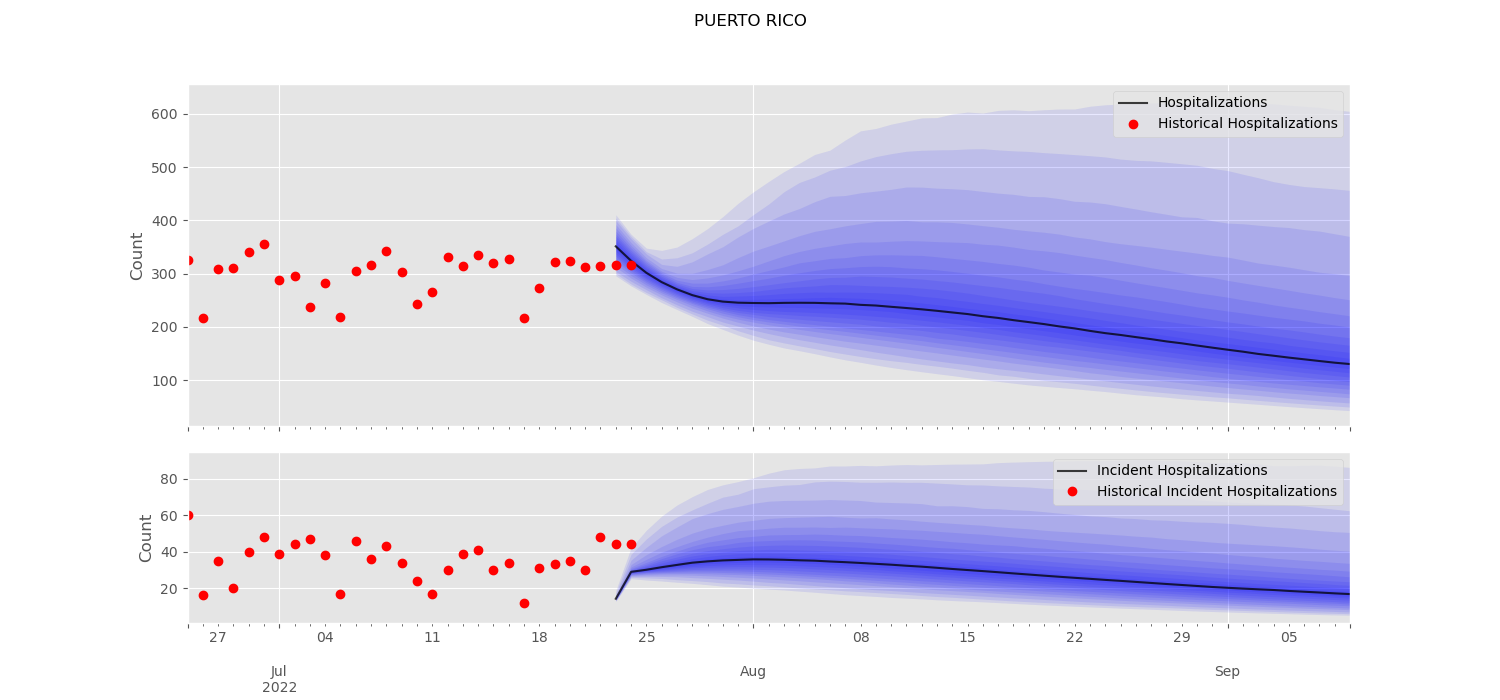 PUERTO RICO
600
500
400
300
200
100
Count
Hospitalizations
Historical Hospitalizations
80
60
40
20
Count
Incident Hospitalizations
Historical Incident Hospitalizations
27 04 11 18 25 08 15 22 29 05
Jul Aug Sep
2022